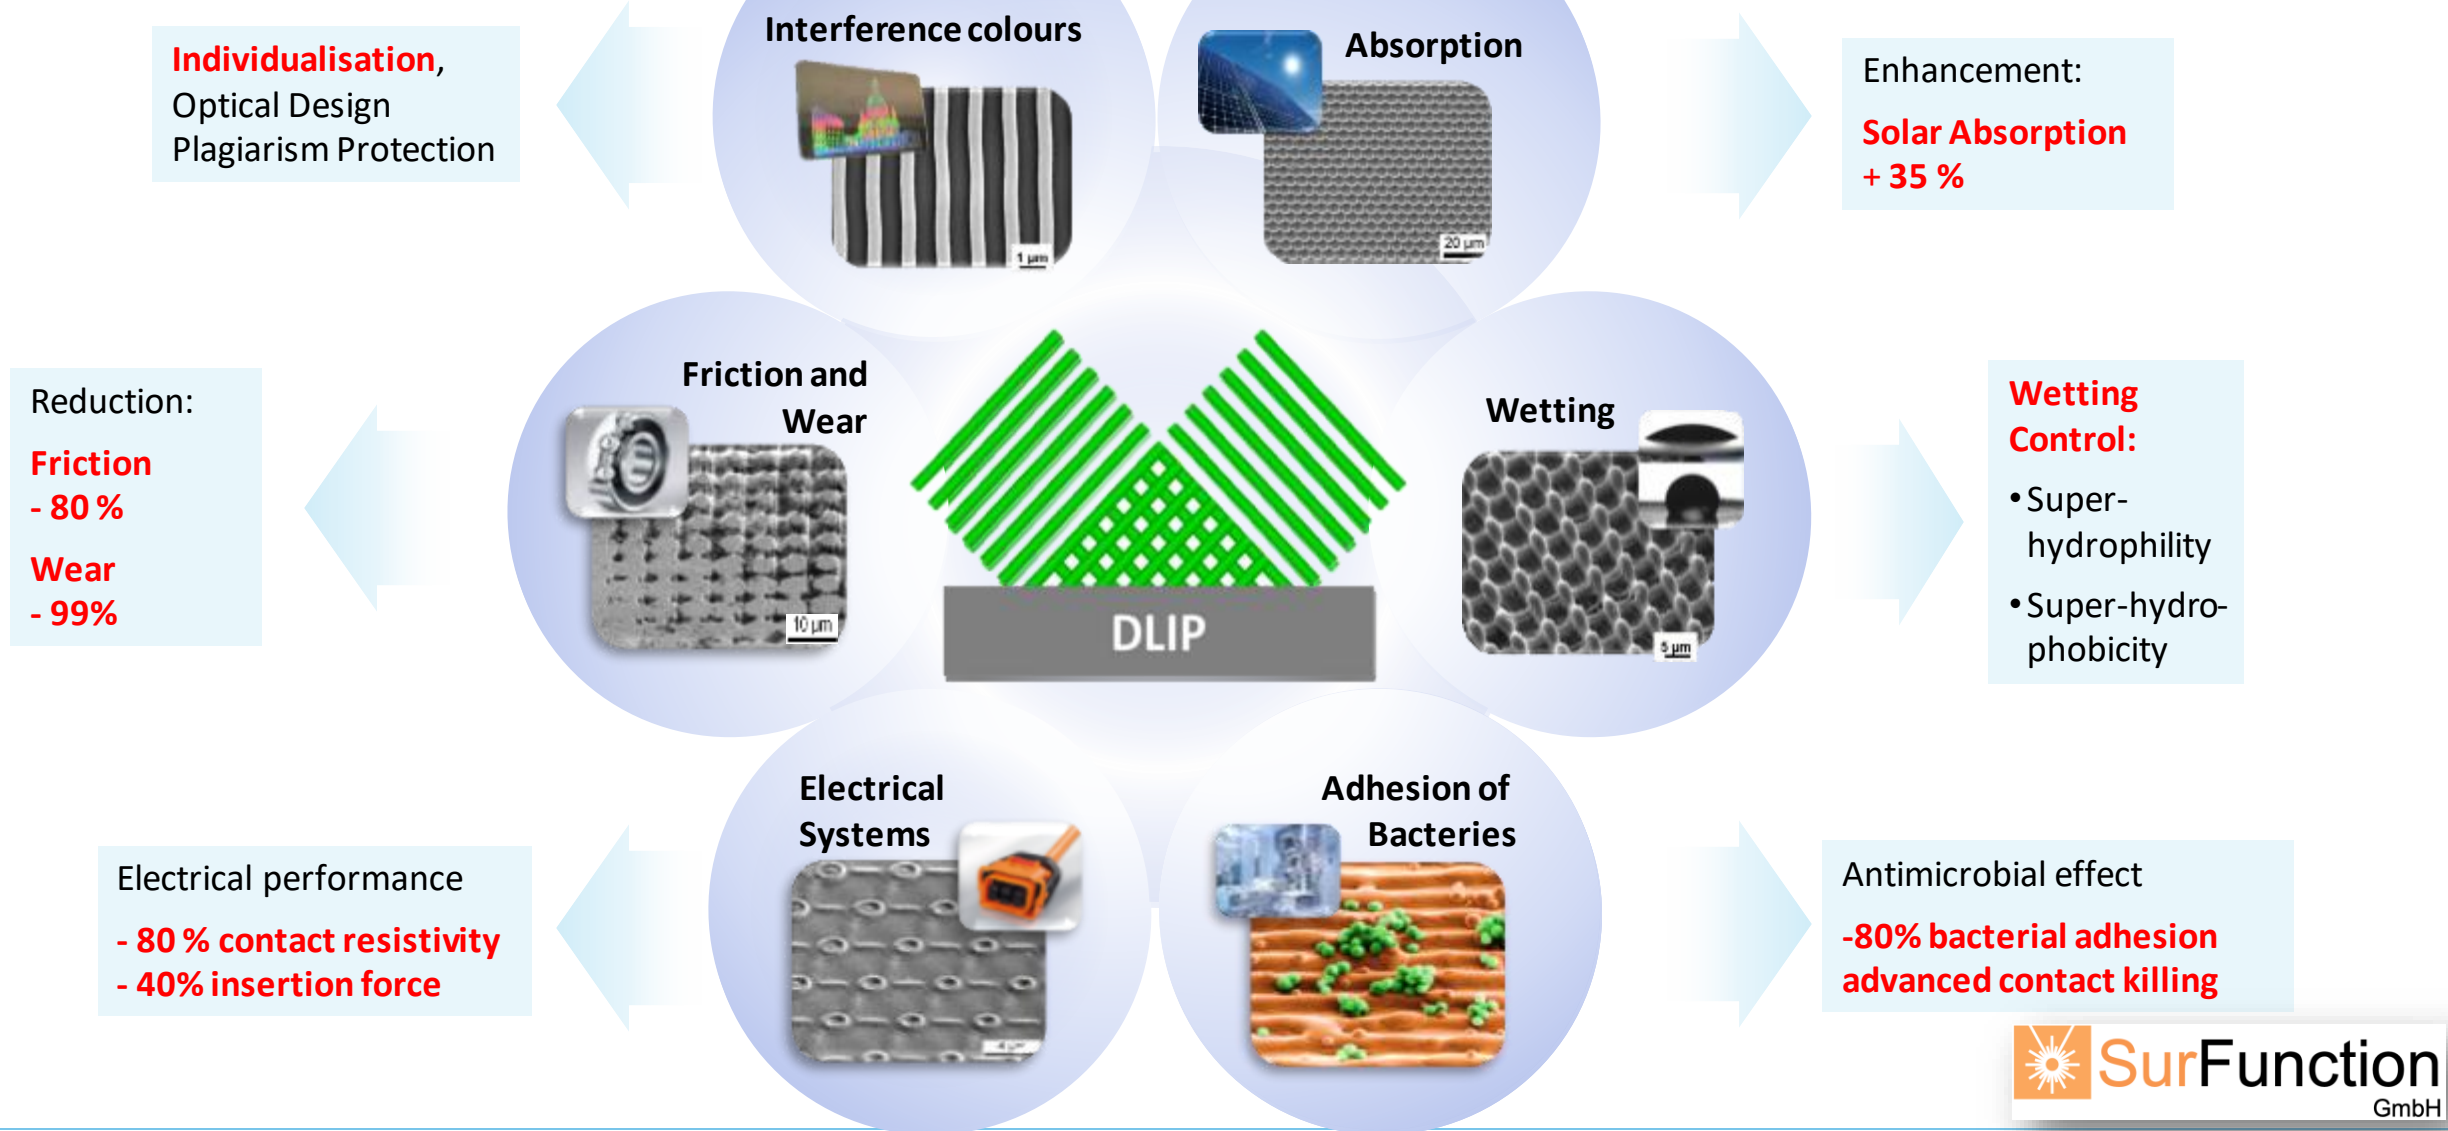 Interference colours
Absorption
Individualisation,
Optical Design
Plagiarism Protection
Enhancement:
Solar Absorption
+ 35 %
1 µm
20 µm
Friction and
Wear
Wetting
Reduction:
Friction
- 80 %
Wear
- 99%
Wetting
Control:
• Super-
hydrophility
• Super-hydro-
phobicity
10 µm
DLIP
5 µm
Electrical
Systems
Adhesion of
Bacteries
Electrical performance
- 80 % contact resistivity
- 40% insertion force
Antimicrobial effect
-80% bacterial adhesion
advanced contact killing
4 µm
SurFunction
GmbH